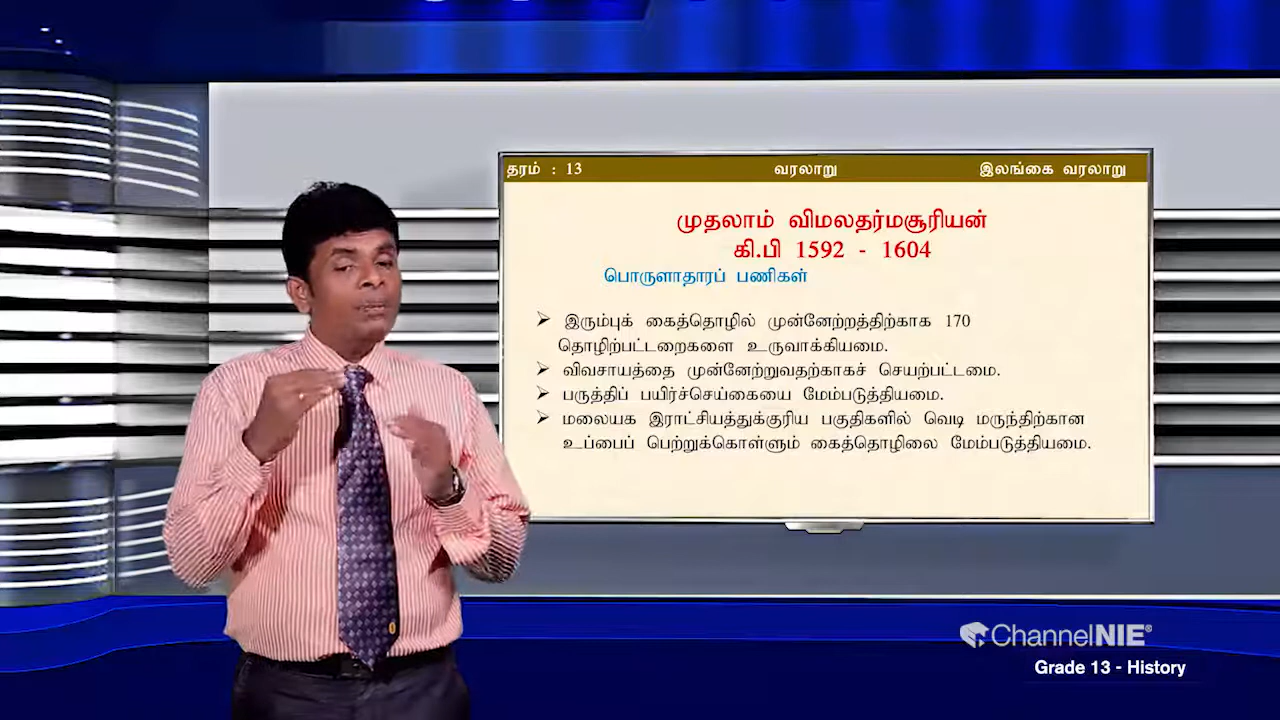 தரம் : 13 வரலாறு இலங்கை வரலாறு
முதலாம் விமலதர்மசூரியன்
கி.பி 1592 - 1604
பொருளாதாரப் பணிகள்
➢ இரும்புக் கைத்தொழில் முன்னேற்றத்திற்காக 170
தொழிற்பட்டறைகளை உருவாக்கியமை.
➢ விவசாயத்தை முன்னேற்றுவதற்காகச் செயற்பட்டமை.
➢ பருத்திப் பயிர்ச்செய்கையை மேம்படுத்தியமை.
➢ மலையக இராட்சியத்துக்குரிய பகுதிகளில் வெடி மருந்திற்கான
உப்பைப் பெற்றுக்கொள்ளும் கைத்தொழிலை மேம்படுத்தியமை.
ChannelNIE®
Grade 13 - History